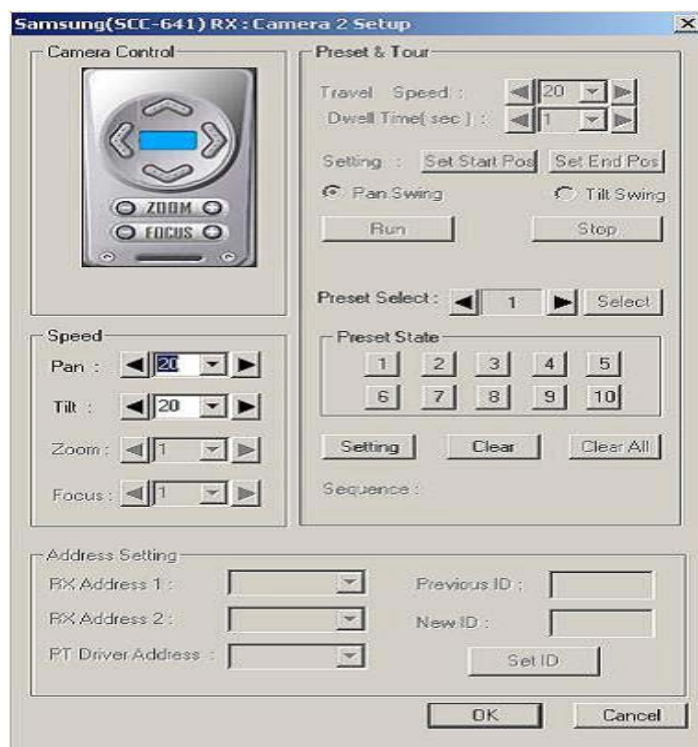 Samsung(SCC-641) RX : Camera 2 Setup
Camera Control
ZOOM
FOCUS
Speed
Pan : 20
Tilt : 20
Zoom : 1
Focus : 1
Preset & Tour
Travel Speed : 20
Dwell Time( sec ) : 1
Setting : Set Start Pos Set End Pos
Pan Swing Tilt Swing
Run Stop
Preset Select : 1 Select
Preset State
1 2 3 4 5
6 7 8 9 10
Setting Clear Clear All
Sequence :
Address Setting
RX Address 1 : Previous ID :
RX Address 2 : New ID :
PT Driver Address : Set ID
OK Cancel